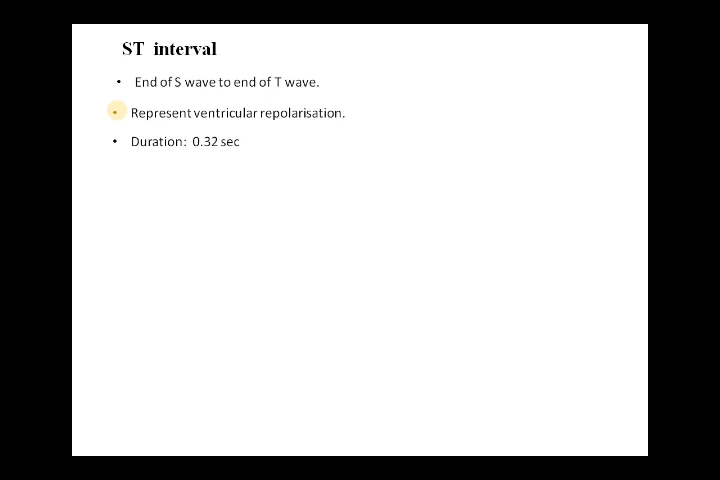 ST interval
• End of S wave to end of T wave.
• Represent ventricular repolarisation.
• Duration: 0.32 sec